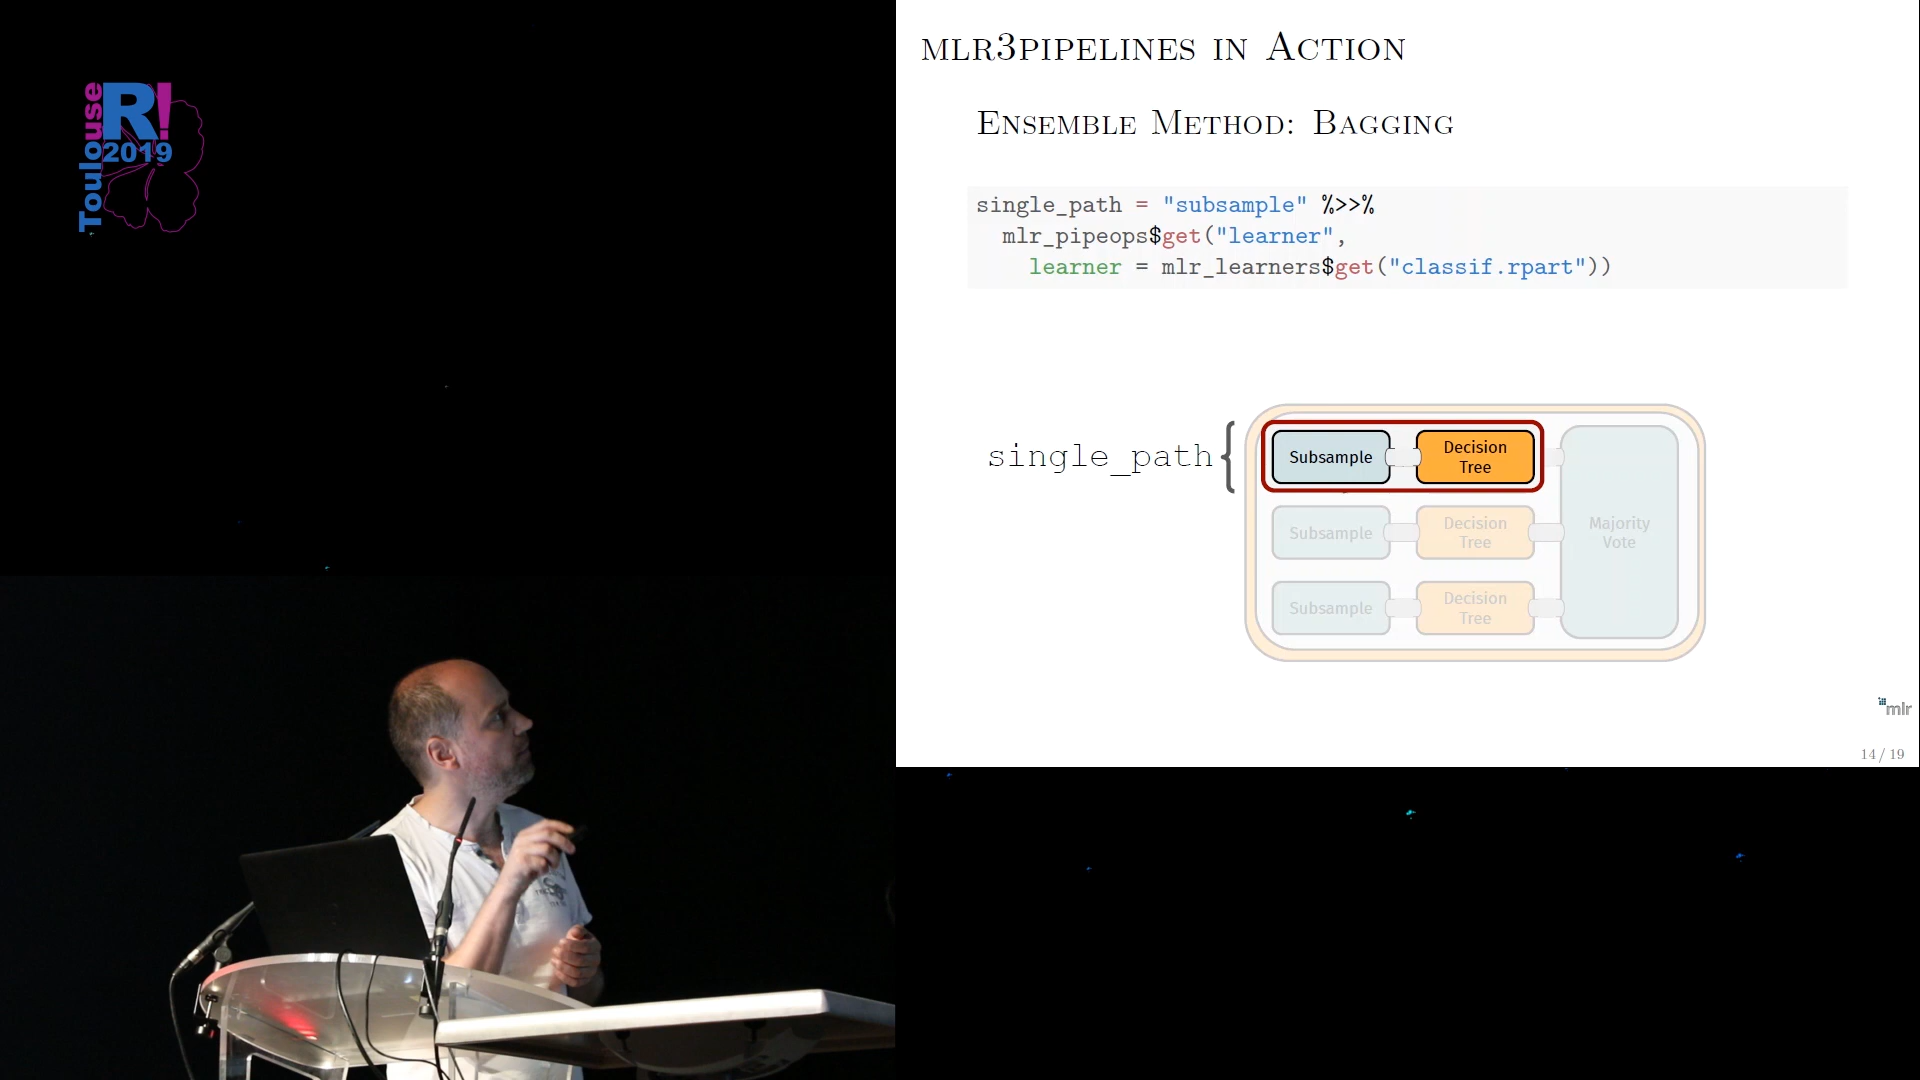 Toulouse
R!
2019
mlr3pipelines in Action
Ensemble Method: Bagging
single_path = "subsample" %>>%
mlr_pipeops$get("learner",
learner = mlr_learners$get("classif.rpart"))
single_path {
Subsample
Decision
Tree
Subsample
Decision
Tree
Majority
Vote
Subsample
Decision
Tree
mlr
14 / 19